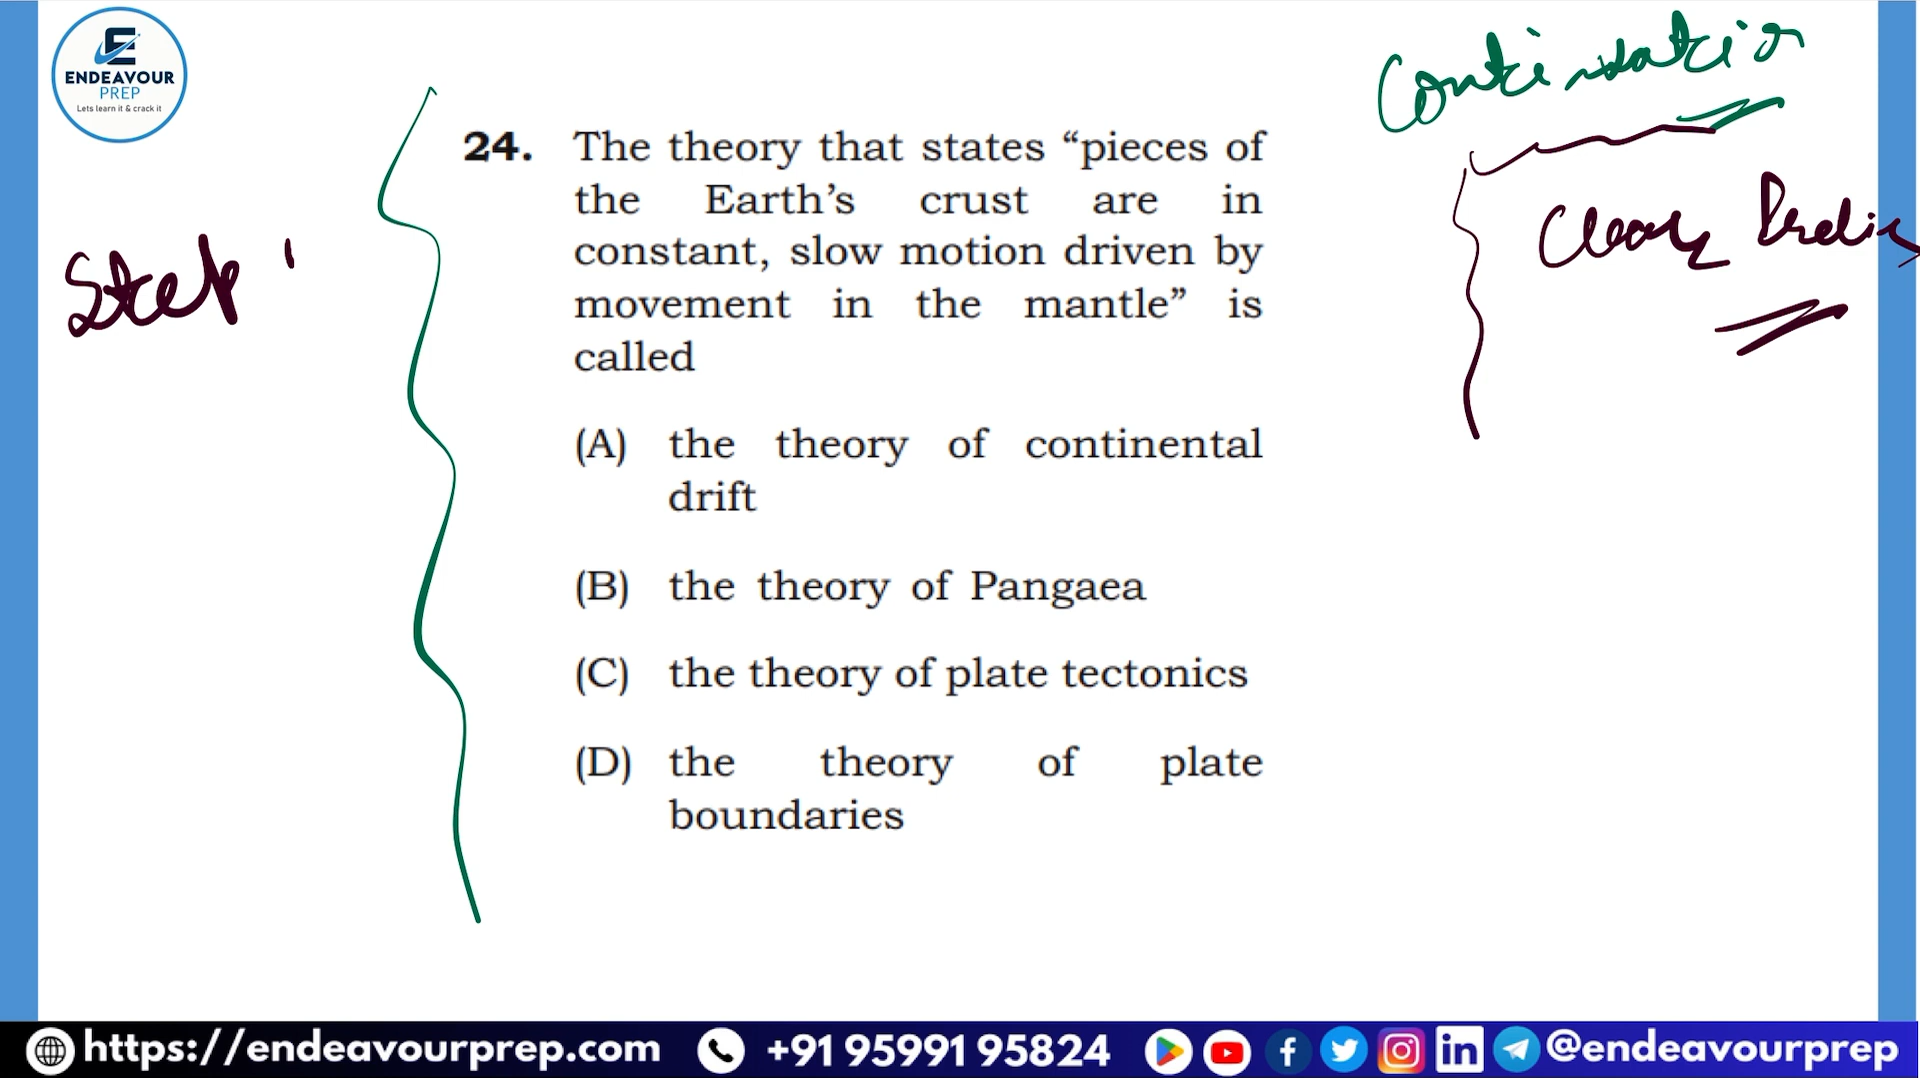 ENDEAVOUR
PREP
Lets learn it & crack it
24. The theory that states “pieces of
the Earth’s crust are in
constant, slow motion driven by
movement in the mantle” is
called
(A) the theory of continental
drift
(B) the theory of Pangaea
(C) the theory of plate tectonics
(D) the theory of plate
boundaries
Step 1
https://endeavourprep.com
+91 95991 95824
@endeavourprep